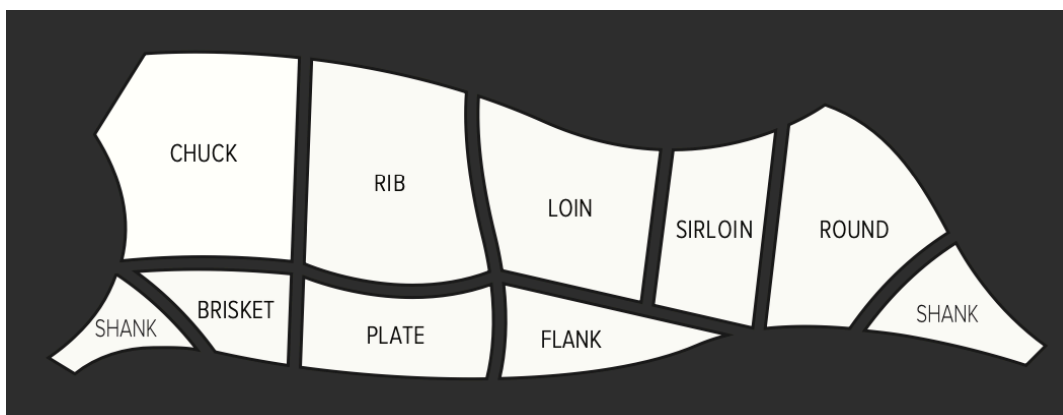 CHUCK
RIB
LOIN
SIRLOIN
ROUND
SHANK
BRISKET
PLATE
FLANK
SHANK